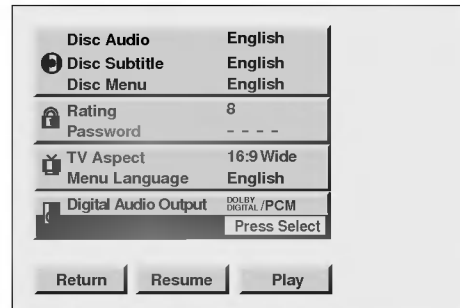 Disc Audio English
Disc Subtitle English
Disc Menu English
Rating 8
Password - - - -
TV Aspect 16:9 Wide
Menu Language English
Digital Audio Output DOLBY DIGITAL /PCM
Press Select
Return Resume Play